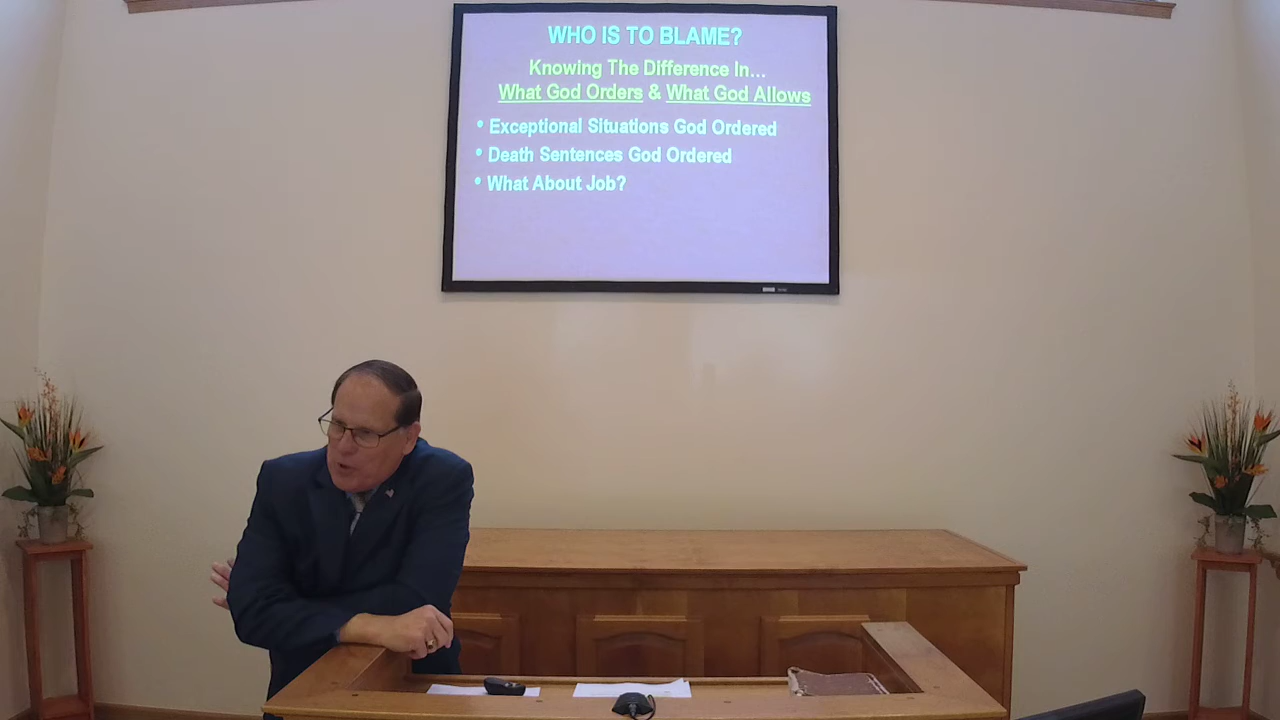 WHO IS TO BLAME?
Knowing The Difference In...
What God Orders & What God Allows
• Exceptional Situations God Ordered
• Death Sentences God Ordered
• What About Job?